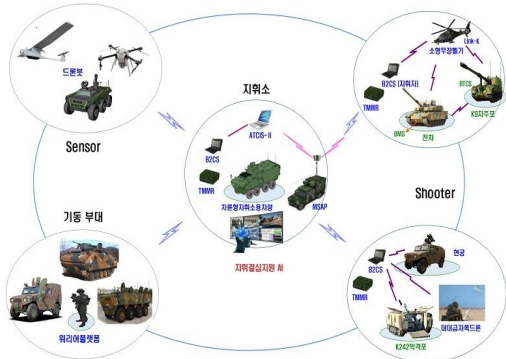 드론봇
Sensor
지휘소
ATCIS-II
B2CS
TMMR
차륜형지휘소용차량
MSAP
지휘결심지원 AI
Link-K
소형무장헬기
B2CS (지휘지)
BTCS
TMMR
K9자주포
BMS
전차
Shooter
기동 부대
워리어플랫폼
현궁
B2CS
TMMR
대대급자폭드론
K242박격포